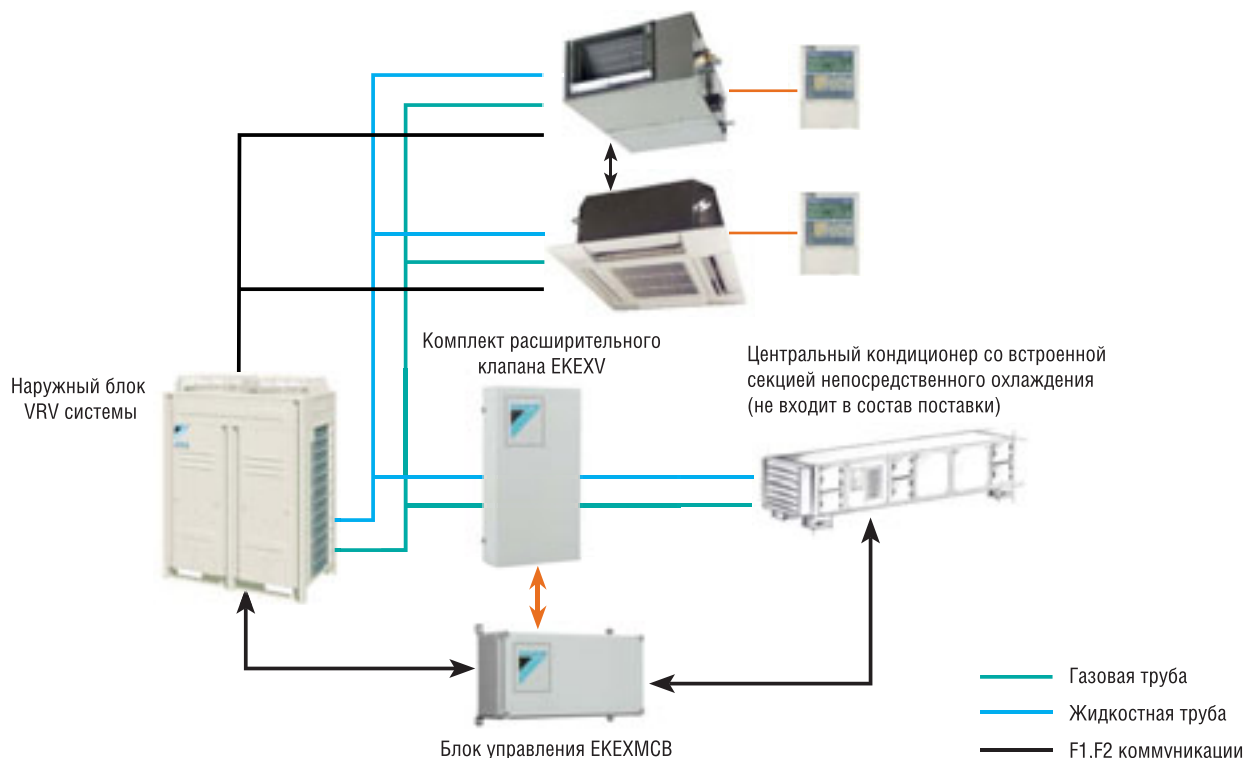 Комплект расширительного
клапана EKEXV
Центральный кондиционер со встроенной
секцией непосредственного охлаждения
(не входит в состав поставки)
Наружный блок
VRV системы
Газовая труба
Жидкостная труба
F1.F2 коммуникации
Блок управления EKEXMCB